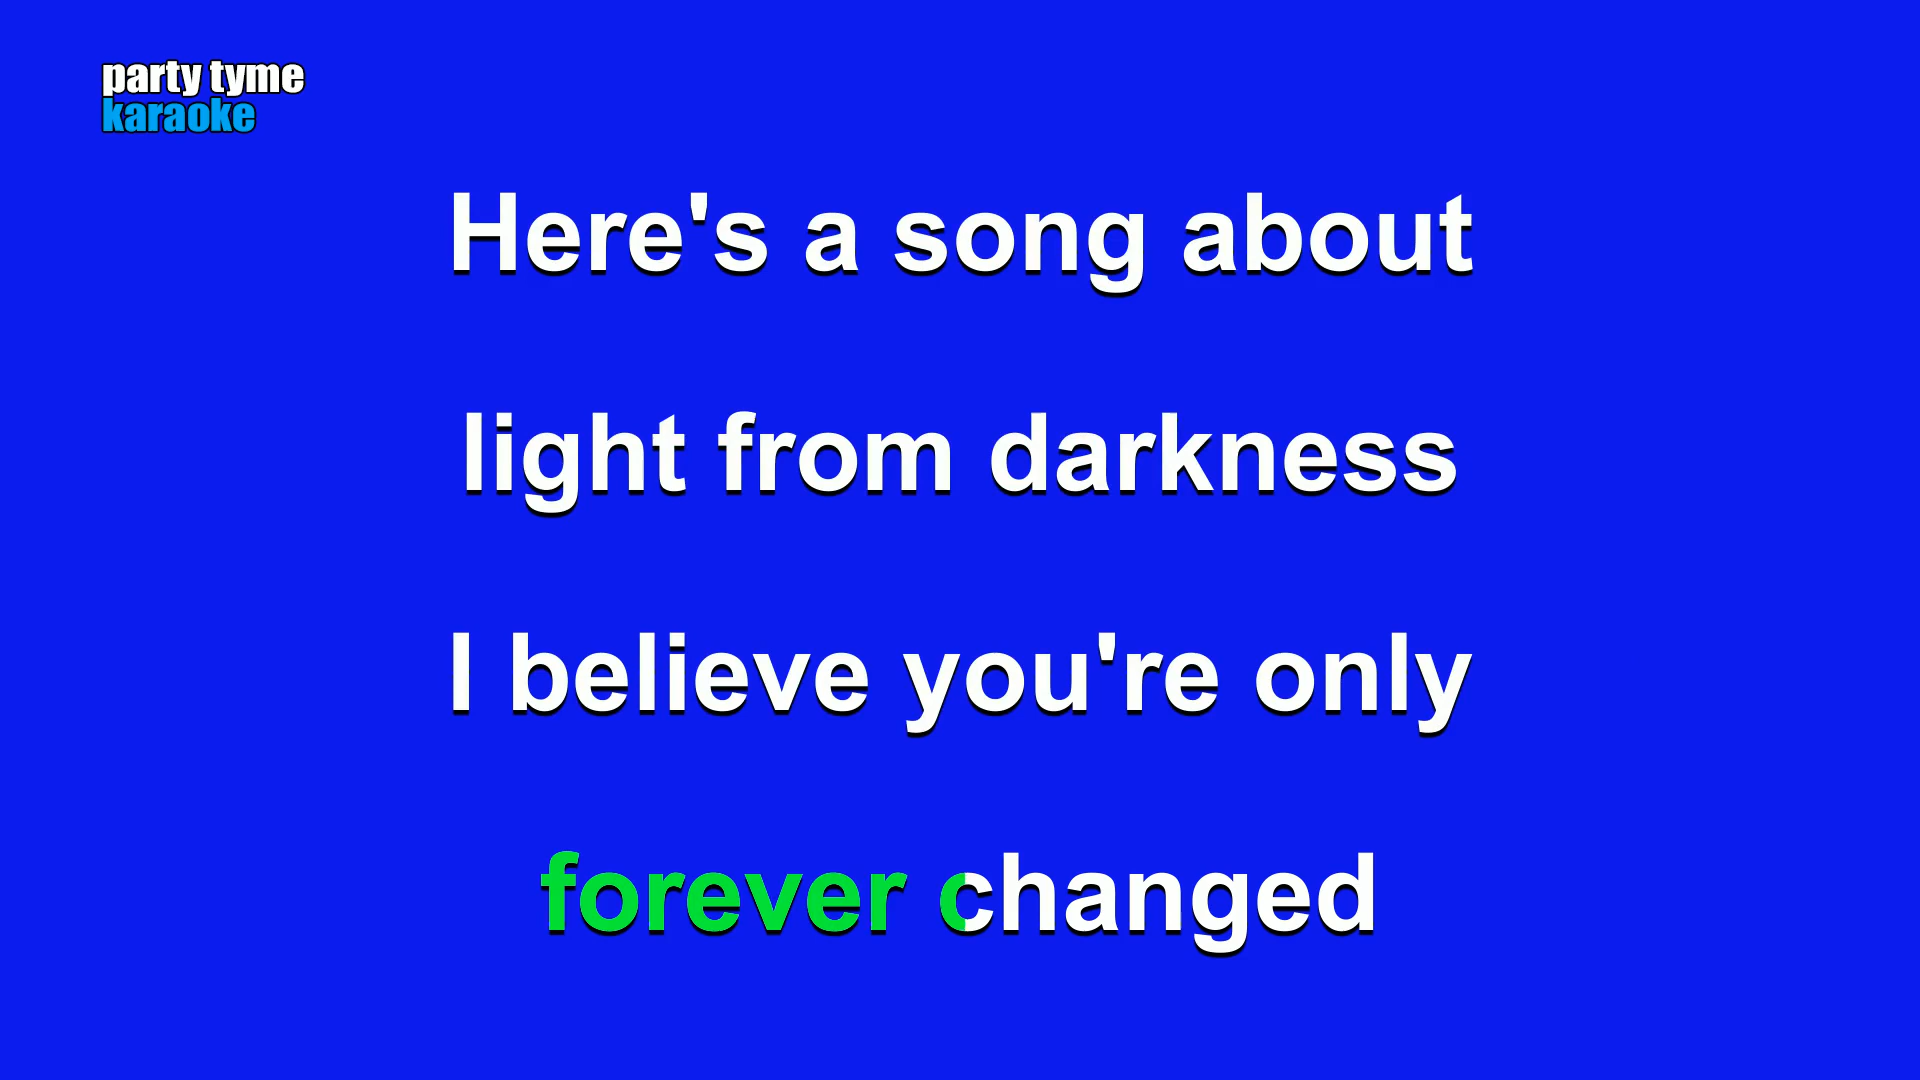 party tyme
karaoke
Here's a song about
light from darkness
I believe you're only
forever changed